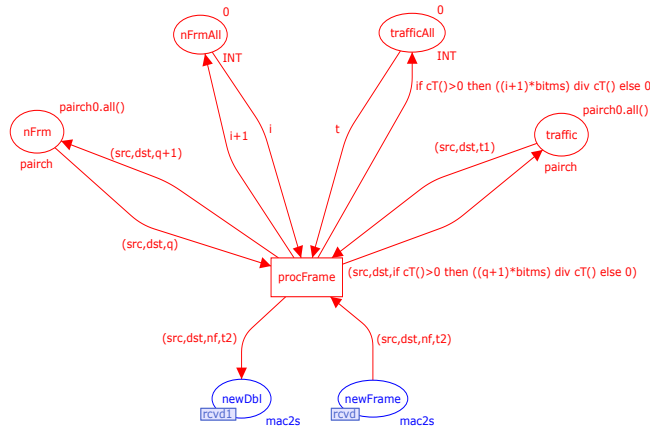 0
0
nFrmAll
trafficAll
INT
INT
if cT()>0 then ((i+1)*bitms) div cT() else 0
pairch0.all()
pairch0.all()
nFrm
i+1
i
t
traffic
(src,dst,q+1)
(src,dst,t1)
pairch
pairch
(src,dst,q)
procFrame
(src,dst,if cT()>0 then ((q+1)*bitms) div cT() else 0)
(src,dst,nf,t2)
(src,dst,nf,t2)
newDbl
newFrame
rcvd1
rcvd
mac2s
mac2s